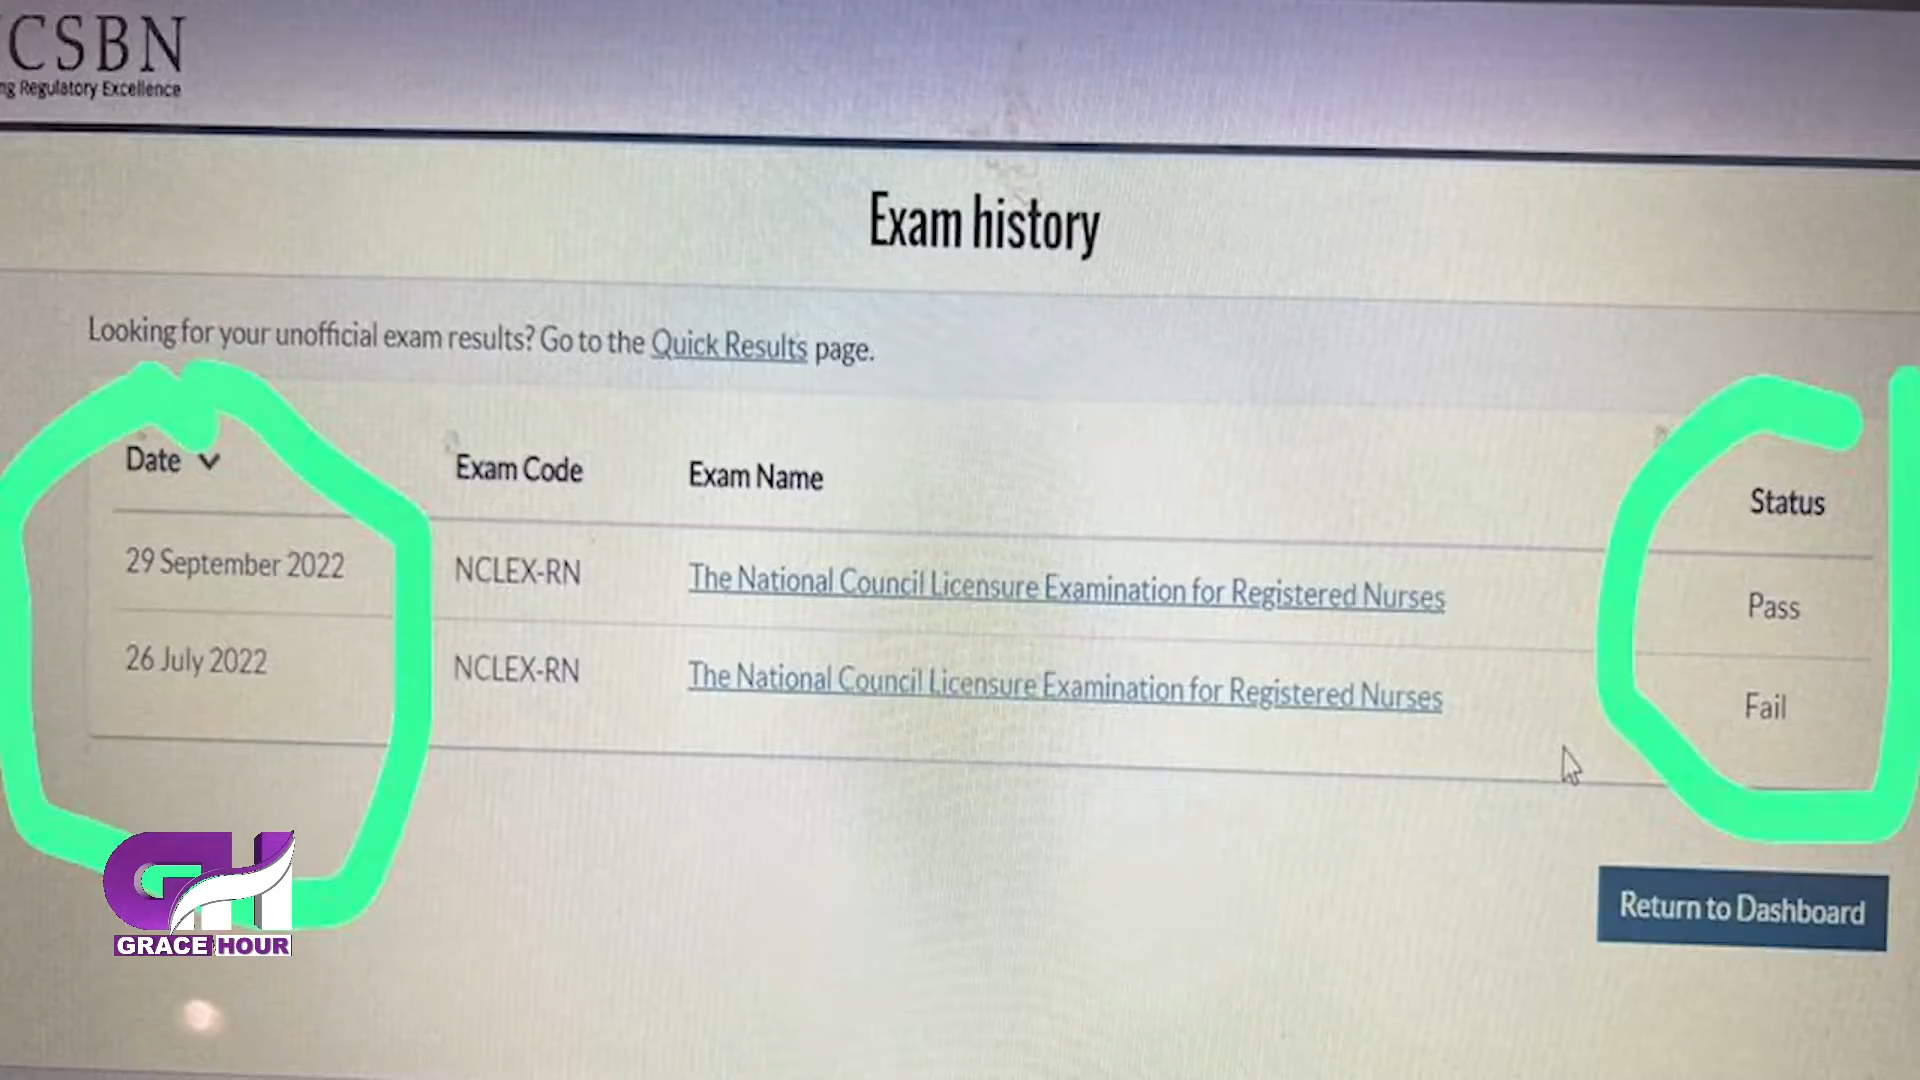 CSBN
ng Regulatory Excellence
Exam history
Looking for your unofficial exam results? Go to the Quick Results page.
Date Exam Code Exam Name Status
29 September 2022 NCLEX-RN The National Council Licensure Examination for Registered Nurses Pass
26 July 2022 NCLEX-RN The National Council Licensure Examination for Registered Nurses Fail
Return to Dashboard
GH
GRACE HOUR